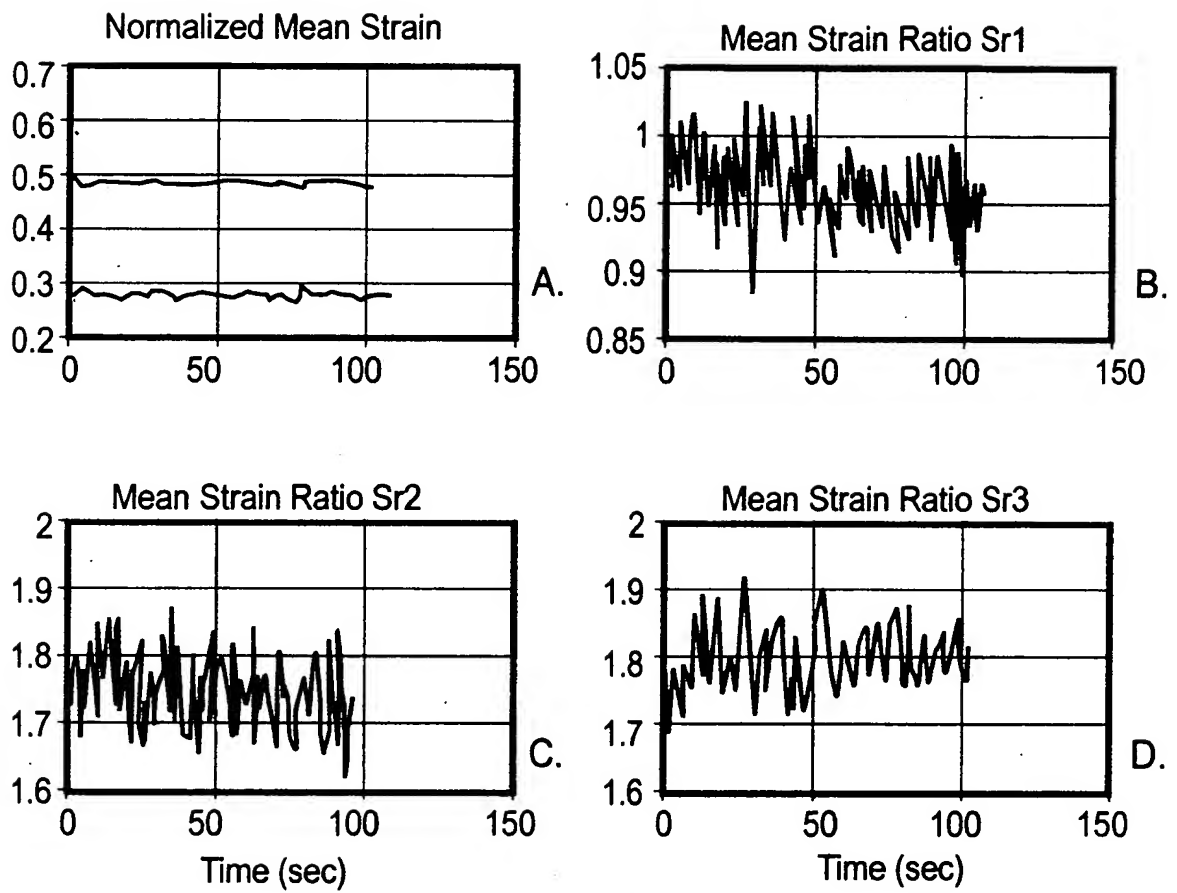 Normalized Mean Strain
0.7
0.6
0.5
0.4
0.3
0.2
0 50 100 150
A.
Mean Strain Ratio Sr1
1.05
1
0.95
0.9
0.85
0 50 100 150
B.
Mean Strain Ratio Sr2
2
1.9
1.8
1.7
1.6
0 50 100 150
Time (sec)
C.
Mean Strain Ratio Sr3
2
1.9
1.8
1.7
1.6
0 50 100 150
Time (sec)
D.